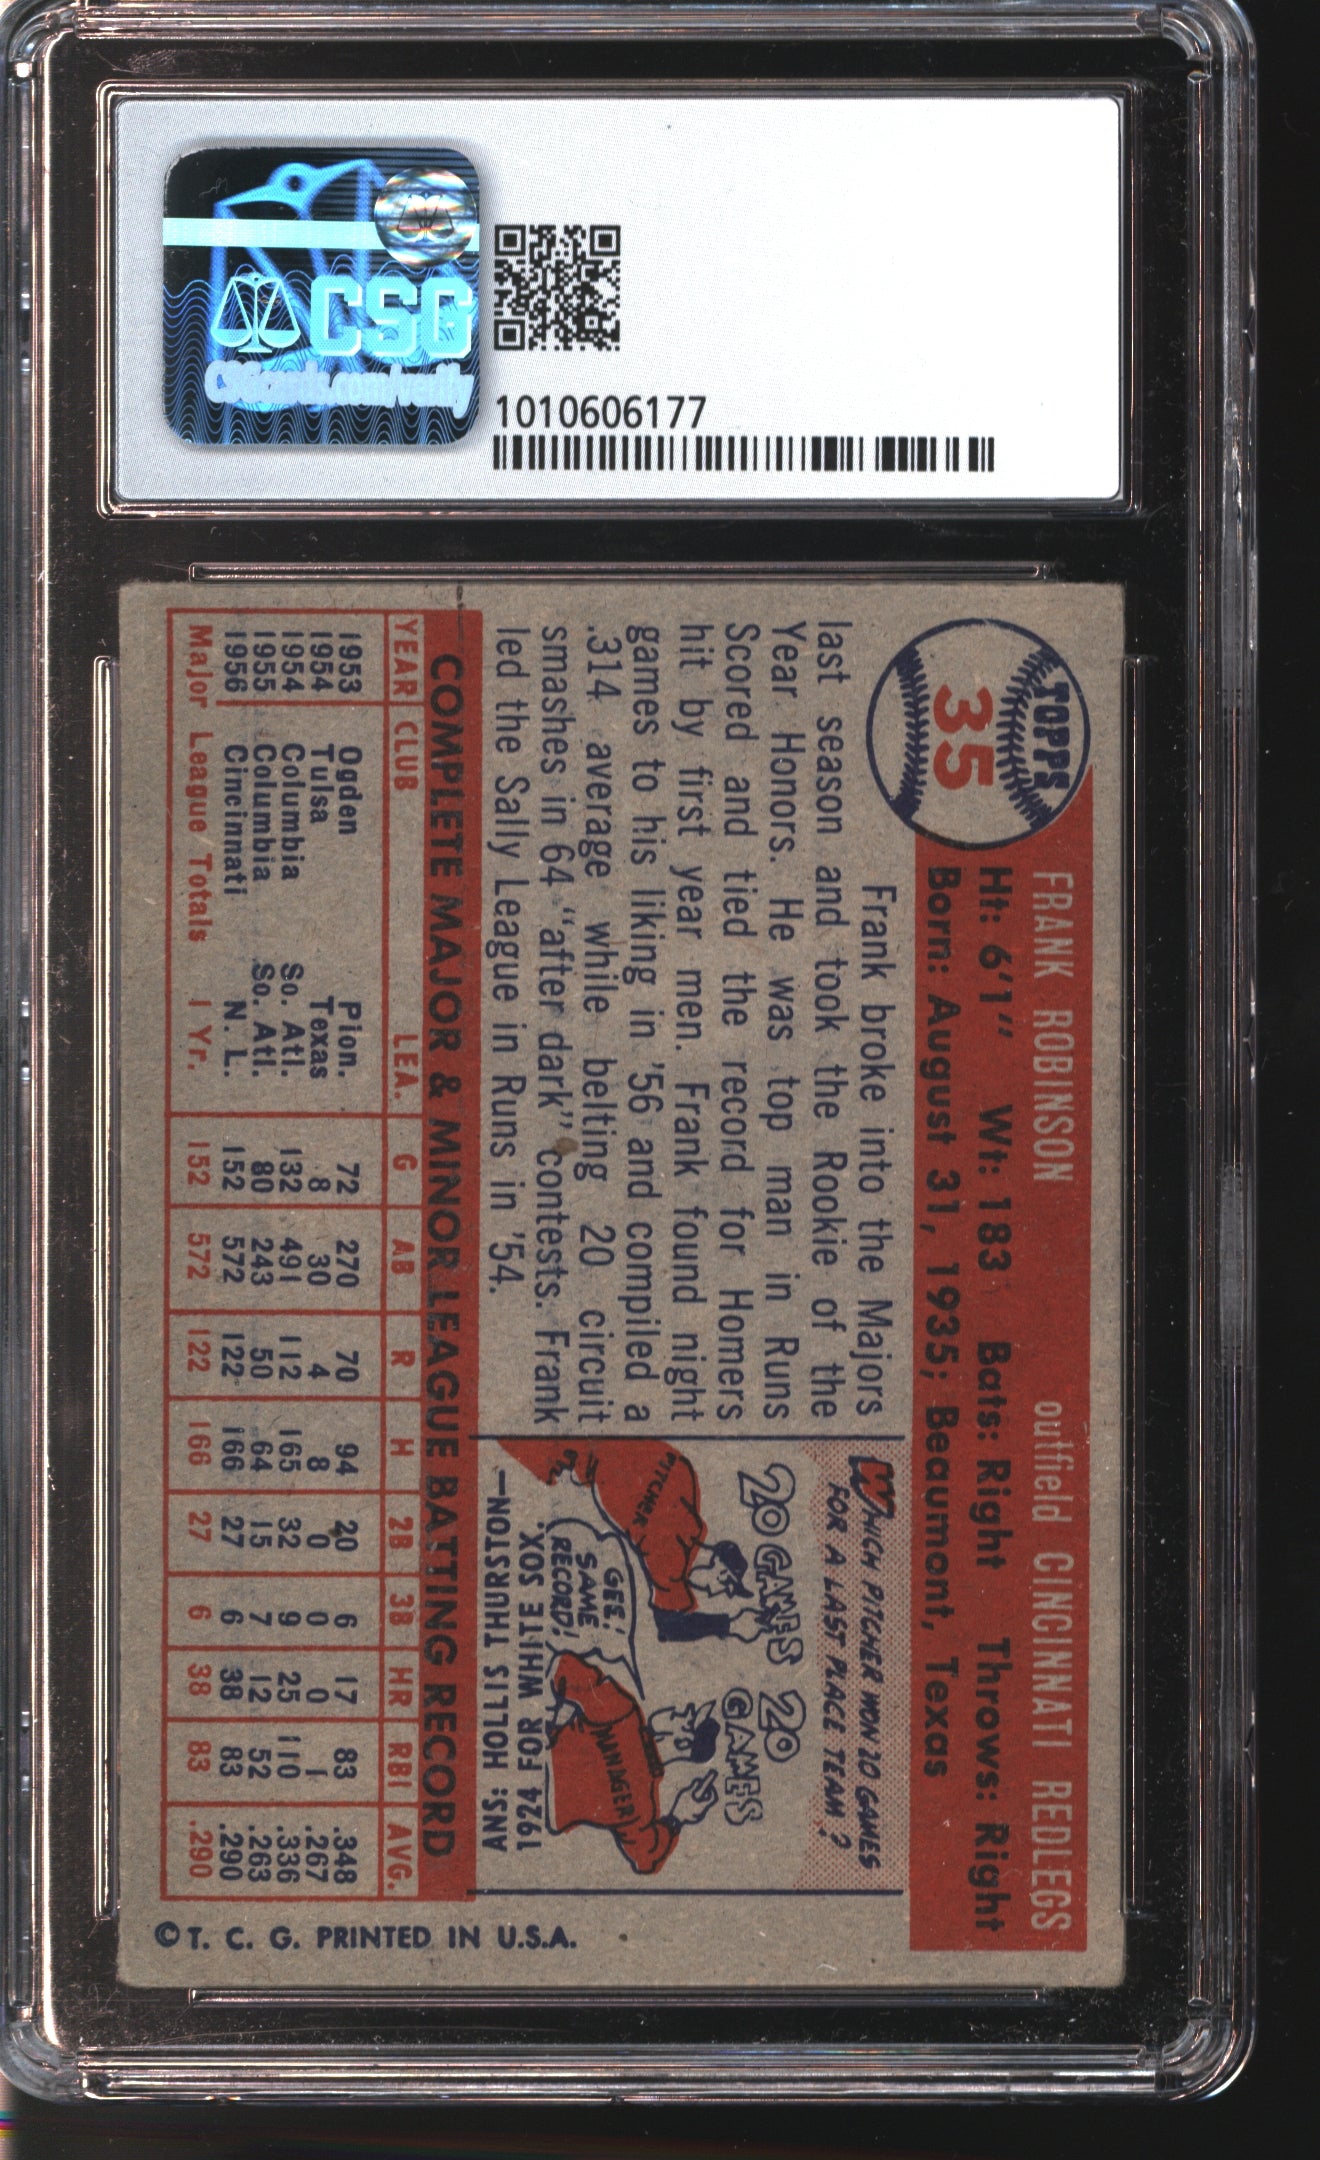 CSG
CSGcards.com/verify
1010606177
TOPPS
35
FRANK ROBINSON outfield CINCINNATI REDLEGS
Ht: 6'1" Wt: 183 Bats: Right Throws: Right
Born: August 31, 1935; Beaumont, Texas
Frank broke into the Majors
last season and took the Rookie of the
Year Honors. He was top man in Runs
Scored and tied the record for Homers
hit by first year men. Frank found night
games to his liking in '56 and compiled a
.314 average while belting 20 circuit
smashes in 64 "after dark" contests. Frank
led the Sally League in Runs in '54.
WHICH PITCHER WON 20 GAMES
FOR A LAST PLACE TEAM?
20 GAMES
20 GAMES
PITCHER
GEE!
SAME
RECORD!
MANAGER
ANS: HOLLIS THURSTON—
1924 FOR WHITE SOX.
COMPLETE MAJOR & MINOR LEAGUE BATTING RECORD
YEAR CLUB LEA. G AB R H 2B 3B HR RBI AVG.
1953 Ogden Pion. 72 270 70 94 20 6 17 83 .348
1954 Tulsa Texas 8 30 4 8 0 0 0 1 .267
1954 Columbia So. Atl. 132 491 112 165 32 9 25 110 .336
1955 Columbia So. Atl. 80 243 50 64 15 7 12 52 .263
1956 Cincinnati N. L. 152 572 122 166 27 6 38 83 .290
Major League Totals 1 Yr. 152 572 122 166 27 6 38 83 .290
© T. C. G. PRINTED IN U.S.A.